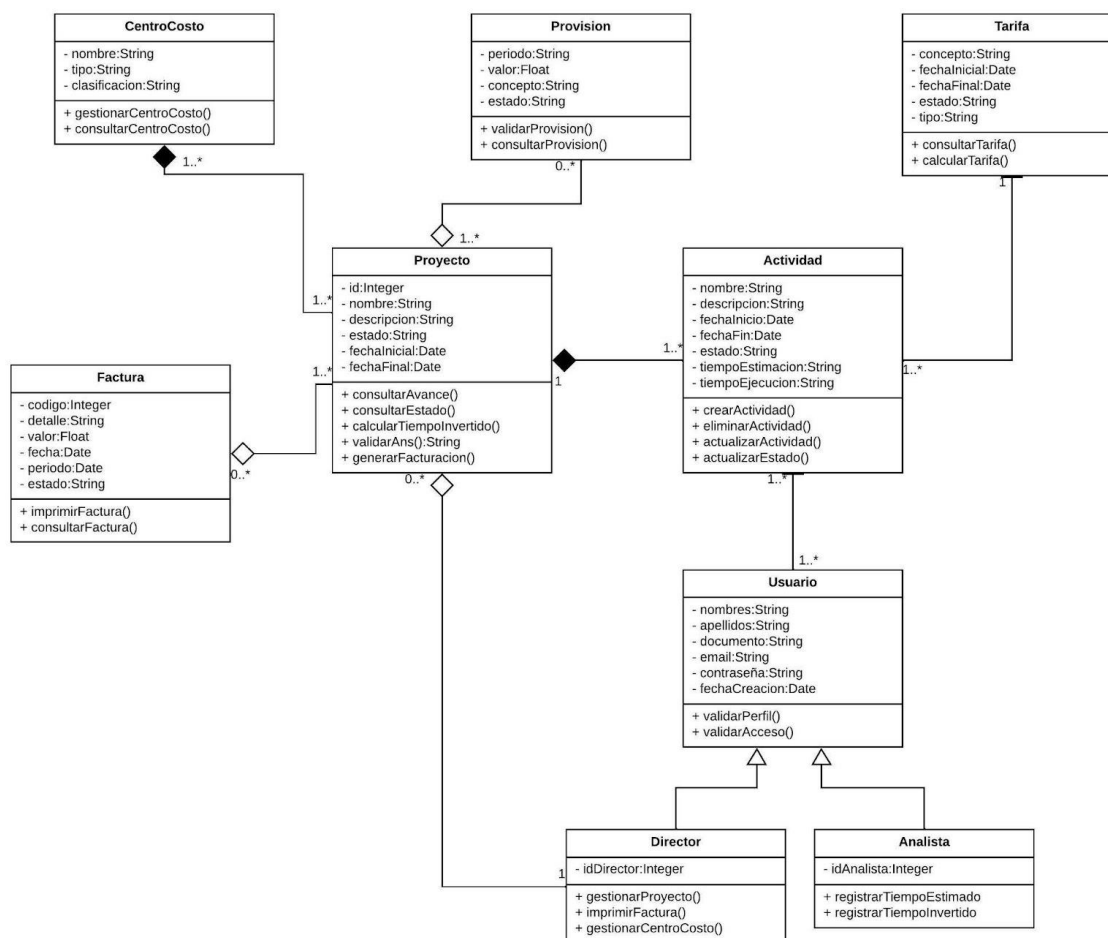 CentroCosto
- nombre:String
- tipo:String
- clasificacion:String
+ gestionarCentroCosto()
+ consultarCentroCosto()
1..*
Provision
- periodo:String
- valor:Float
- concepto:String
- estado:String
+ validarProvision()
+ consultarProvision()
0..*
Tarifa
- concepto:String
- fechaInicial:Date
- fechaFinal:Date
- estado:String
- tipo:String
+ consultarTarifa()
+ calcularTarifa()
1
1..*
1..*
Proyecto
- id:Integer
- nombre:String
- descripcion:String
- estado:String
- fechaInicial:Date
- fechaFinal:Date
+ consultarAvance()
+ consultarEstado()
+ calcularTiempoInvertido()
+ validarAns():String
+ generarFacturacion()
1..*
0..*
1
1..*
Actividad
- nombre:String
- descripcion:String
- fechaInicio:Date
- fechaFin:Date
- estado:String
- tiempoEstimacion:String
- tiempoEjecucion:String
+ crearActividad()
+ eliminarActividad()
+ actualizarActividad()
+ actualizarEstado()
1..*
1..*
Factura
- codigo:Integer
- detalle:String
- valor:Float
- fecha:Date
- periodo:Date
- estado:String
+ imprimirFactura()
+ consultarFactura()
0..*
1..*
Usuario
- nombres:String
- apellidos:String
- documento:String
- email:String
- contraseña:String
- fechaCreacion:Date
+ validarPerfil()
+ validarAcceso()
Director
- idDirector:Integer
+ gestionarProyecto()
+ imprimirFactura()
+ gestionarCentroCosto()
1
Analista
- idAnalista:Integer
+ registrarTiempoEstimado
+ registrarTiempoInvertido